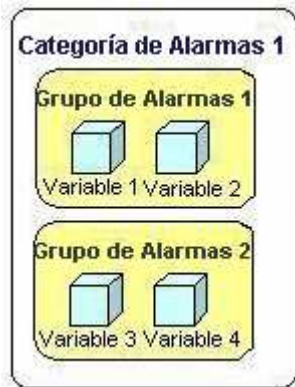 Categoría de Alarmas 1
Grupo de Alarmas 1
Variable 1 Variable 2
Grupo de Alarmas 2
Variable 3 Variable 4